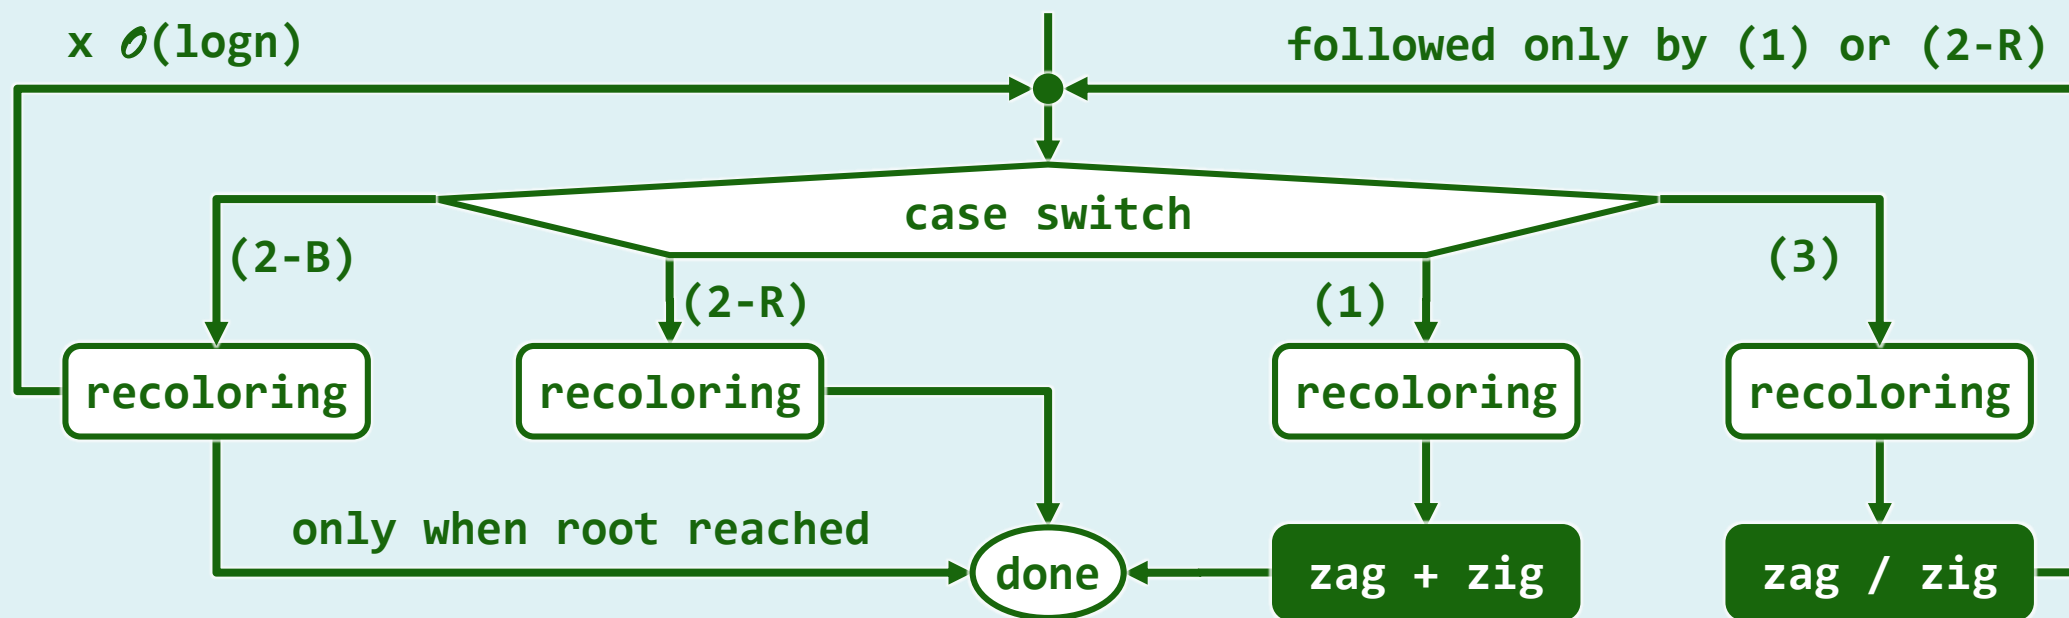 x 𝒪(logn)
followed only by (1) or (2-R)
case switch
(2-B)
(2-R)
(1)
(3)
recoloring
recoloring
recoloring
recoloring
only when root reached
done
zag + zig
zag / zig